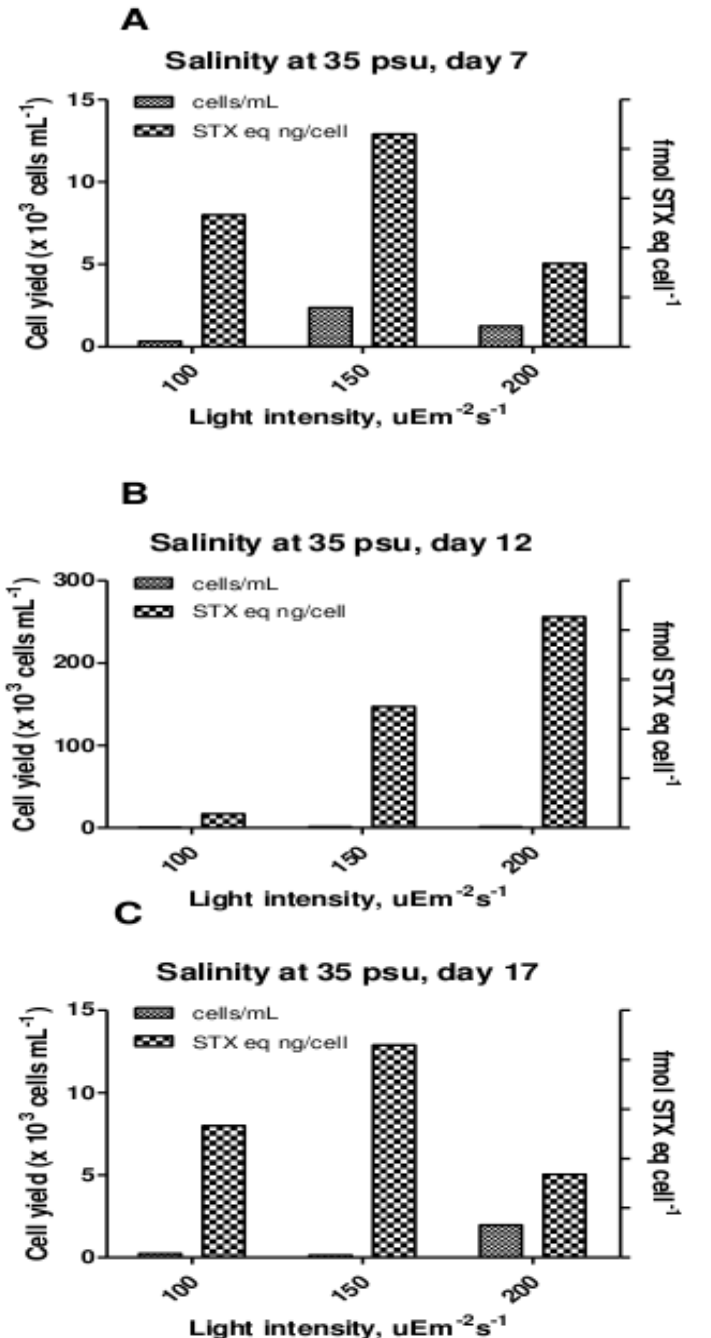 A
Salinity at 35 psu, day 7
cells/mL
STX eq ng/cell
Cell yield (x 10³ cells mL⁻¹)
15
10
5
0
fmol STX eq cell⁻¹
100
150
200
Light intensity, uEm⁻²s⁻¹
B
Salinity at 35 psu, day 12
cells/mL
STX eq ng/cell
Cell yield (x 10³ cells mL⁻¹)
300
200
100
0
fmol STX eq cell⁻¹
100
150
200
Light intensity, uEm⁻²s⁻¹
C
Salinity at 35 psu, day 17
cells/mL
STX eq ng/cell
Cell yield (x 10³ cells mL⁻¹)
15
10
5
0
fmol STX eq cell⁻¹
100
150
200
Light intensity, uEm⁻²s⁻¹